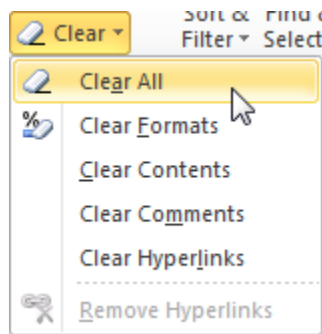 Clear
Sort & Find &
Filter Select
Clear All
Clear Formats
Clear Contents
Clear Comments
Clear Hyperlinks
Remove Hyperlinks